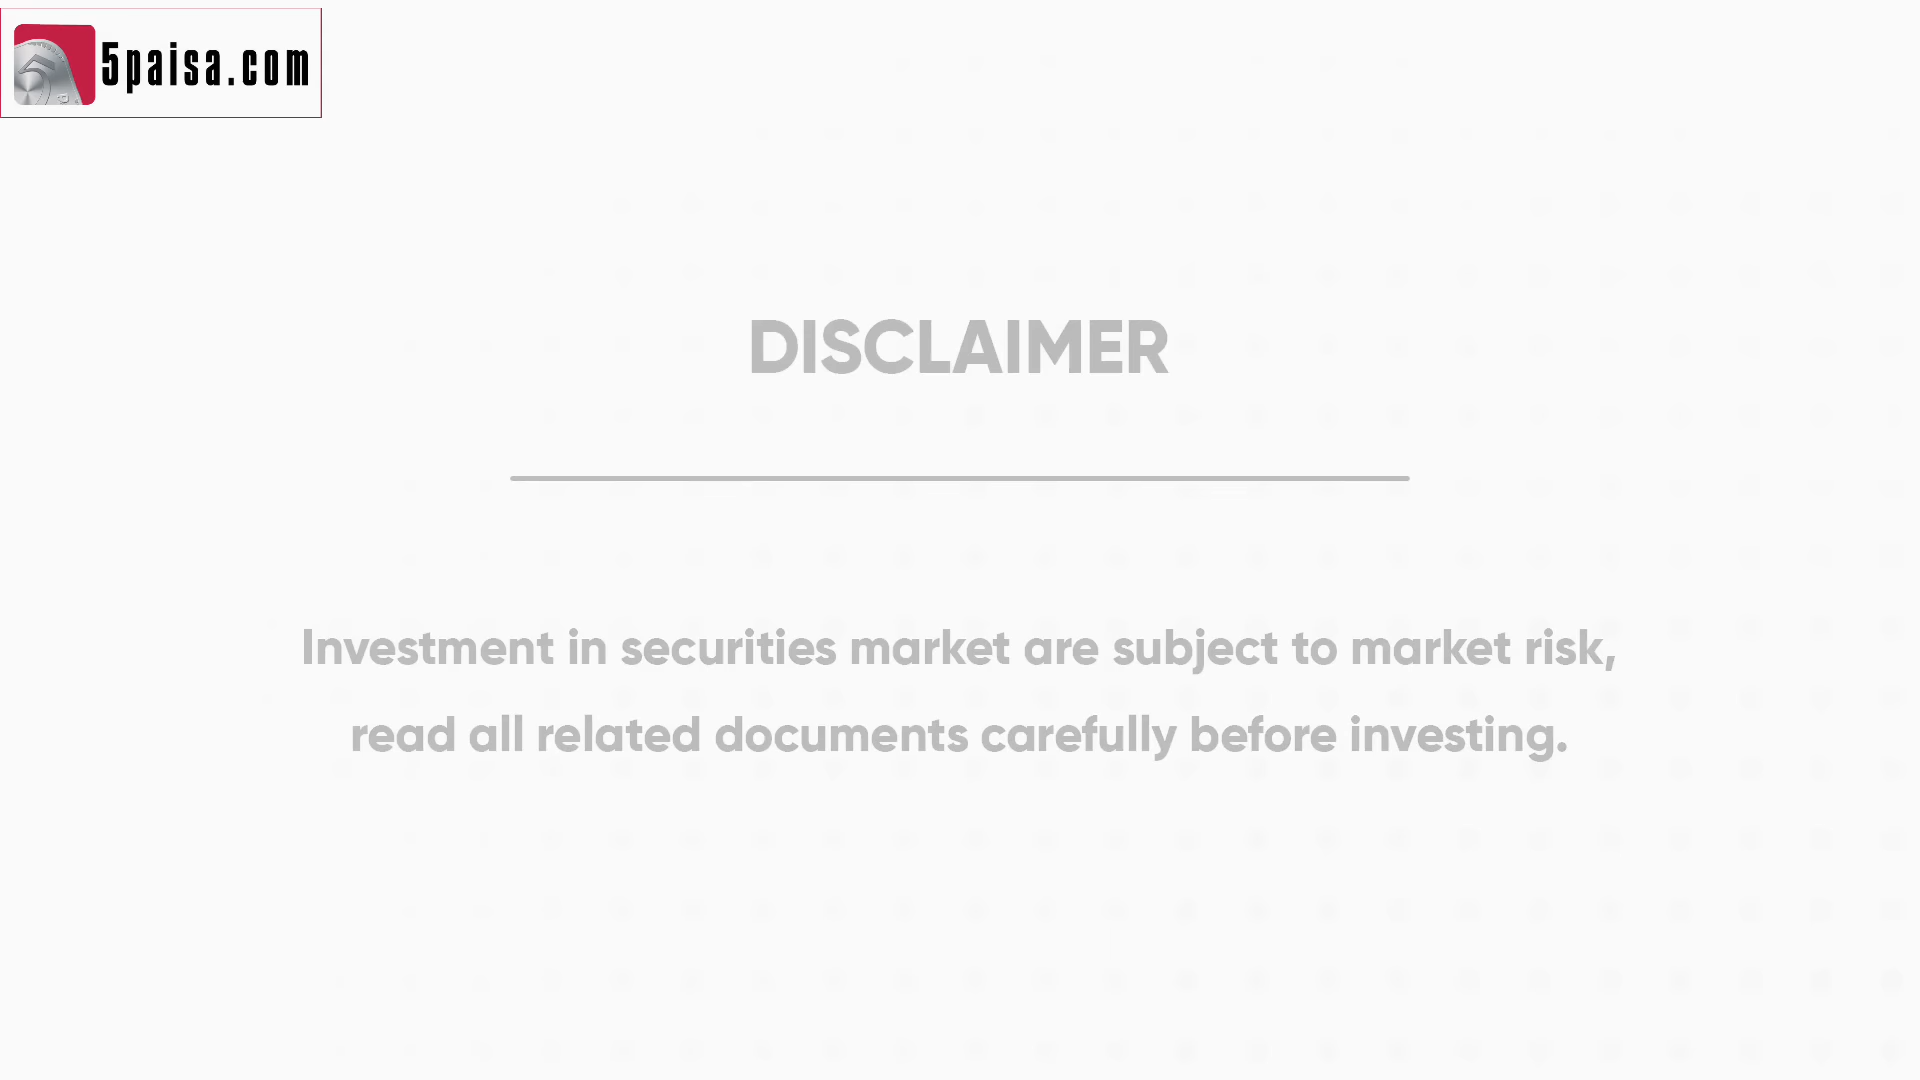 5paisa.com
DISCLAIMER
Investment in securities market are subject to market risk,
read all related documents carefully before investing.